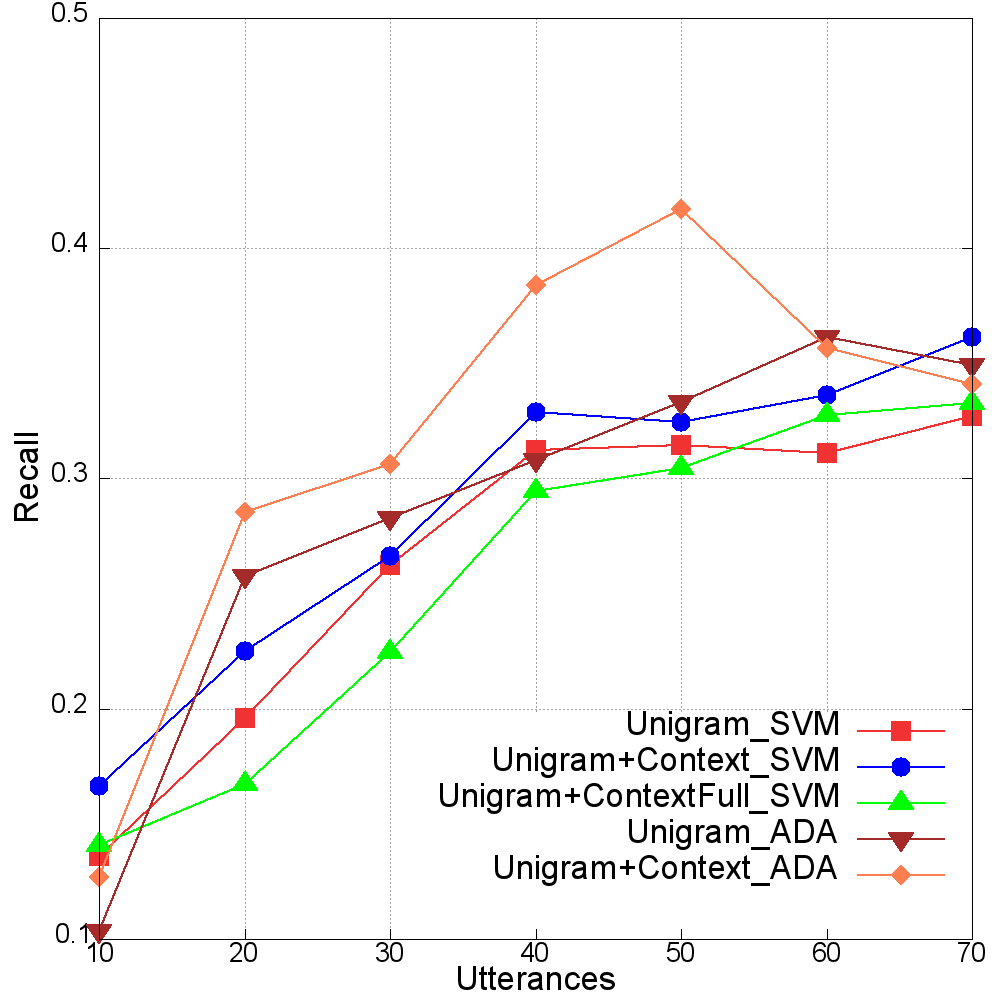 0.5
0.4
0.3
0.2
0.1
Recall
Unigram_SVM
Unigram+Context_SVM
Unigram+ContextFull_SVM
Unigram_ADA
Unigram+Context_ADA
10 20 30 40 50 60 70
Utterances